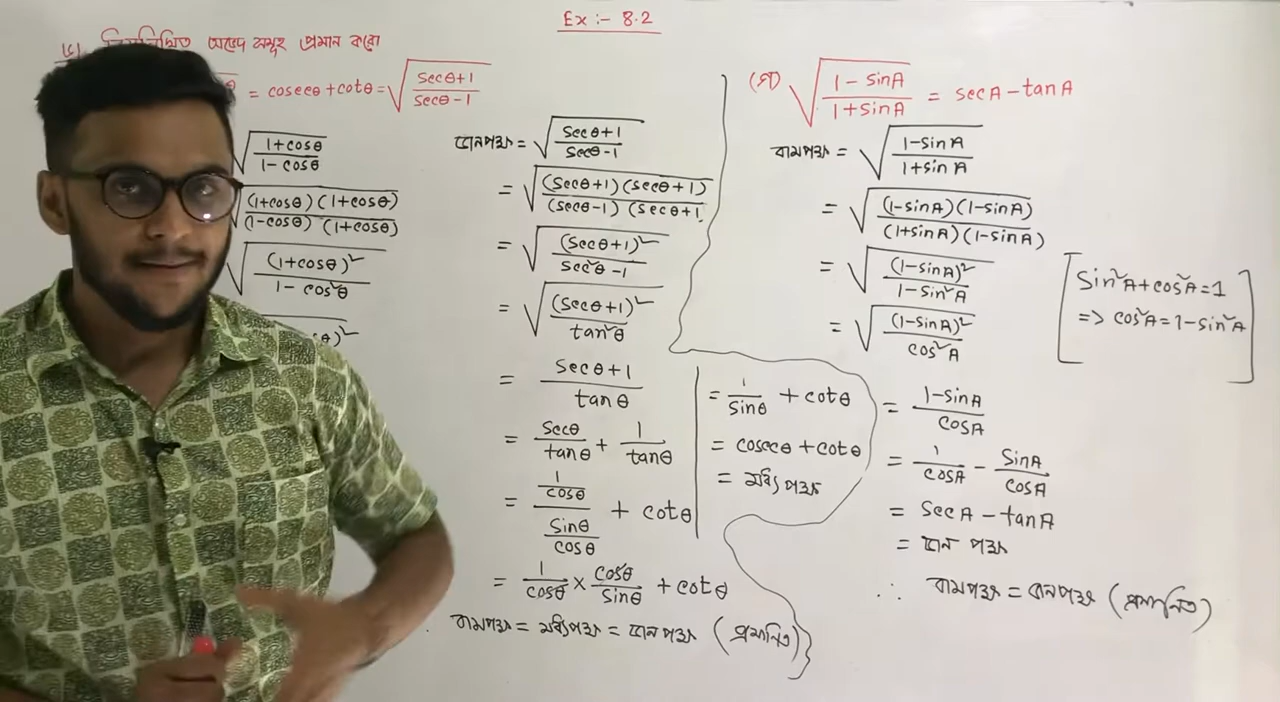 Ex :- 8.2
৫। নিম্নলিখিত অভেদ সমূহ প্রমান করো
= cosecθ + cotθ = √((secθ+1)/(secθ-1))
√((1+cosθ)/(1-cosθ))
√((1+cosθ)(1+cosθ)/(1-cosθ)(1+cosθ))
√((1+cosθ)²/(1-cos²θ))
ডানপক্ষ = √((secθ+1)/(secθ-1))
= √((secθ+1)(secθ+1)/(secθ-1)(secθ+1)
= √((secθ+1)²/(sec²θ-1))
= √((secθ+1)²/tan²θ)
= (secθ+1)/tanθ
= secθ/tanθ + 1/tanθ
= (1/cosθ)/(sinθ/cosθ) + cotθ
= 1/cosθ × cosθ/sinθ + cotθ
= 1/sinθ + cotθ
= cosecθ + cotθ
= মধ্যপক্ষ
বামপক্ষ = মধ্যপক্ষ = ডানপক্ষ (প্রমানিত)
√((1-sinA)/(1+sinA)) = secA - tanA
বামপক্ষ = √((1-sinA)/(1+sinA))
= √((1-sinA)(1-sinA)/(1+sinA)(1-sinA))
= √((1-sinA)²/(1-sin²A))
= √((1-sinA)²/cos²A)
[sin²A+cos²A=1
=> cos²A=1-sin²A]
= (1-sinA)/cosA
= 1/cosA - sinA/cosA
= secA - tanA
= ডান পক্ষ
∴ বামপক্ষ = ডানপক্ষ (প্রমানিত)